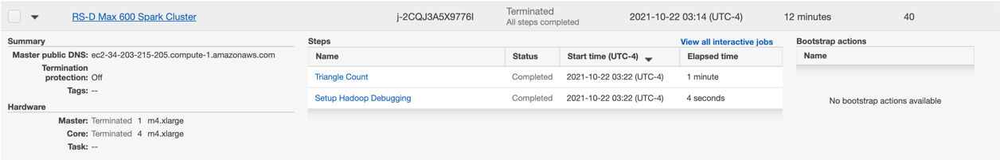 RS-D Max 600 Spark Cluster j-2CQJ3A5X9776I Terminated 2021-10-22 03:14 (UTC-4) 12 minutes 40
All steps completed
Summary
Master public DNS: ec2-34-203-215-205.compute-1.amazonaws.com
Termination
protection: Off
Tags: --
Hardware
Master: Terminated 1 m4.xlarge
Core: Terminated 4 m4.xlarge
Task: --
Steps View all interactive jobs
Name Status Start time (UTC-4) Elapsed time
Triangle Count Completed 2021-10-22 03:22 (UTC-4) 1 minute
Setup Hadoop Debugging Completed 2021-10-22 03:22 (UTC-4) 4 seconds
Bootstrap actions
Name
No bootstrap actions available